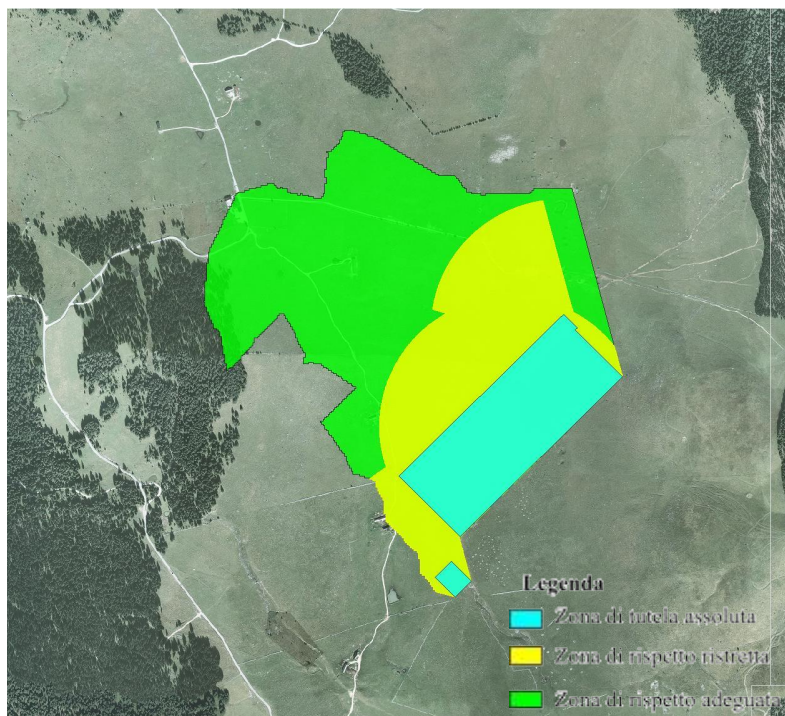 Legenda
Zona di tutela assoluta
Zona di rispetto ristretta
Zona di rispetto adeguata